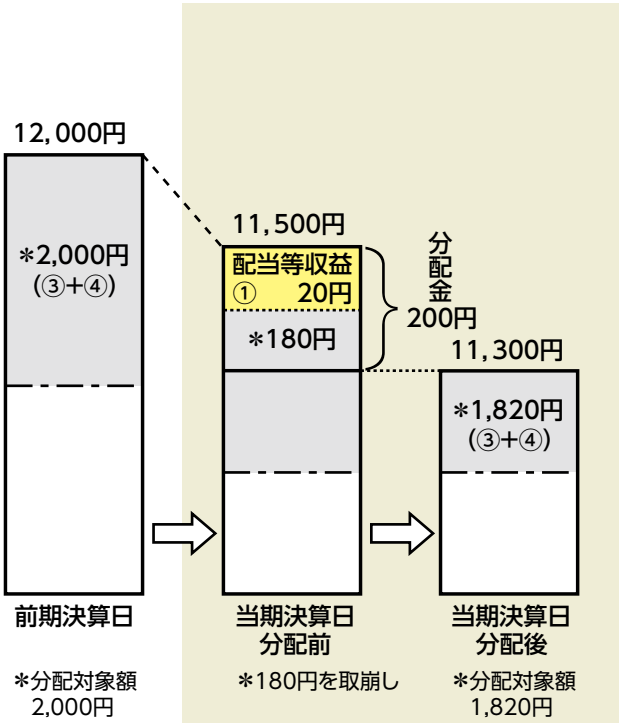 12,000円
*2,000円
(③+④)
前期決算日
*分配対象額
2,000円
11,500円
配当等収益
① 20円
*180円
分配金
200円
当期決算日
分配前
*180円を取崩し
11,300円
*1,820円
(③+④)
当期決算日
分配後
*分配対象額
1,820円